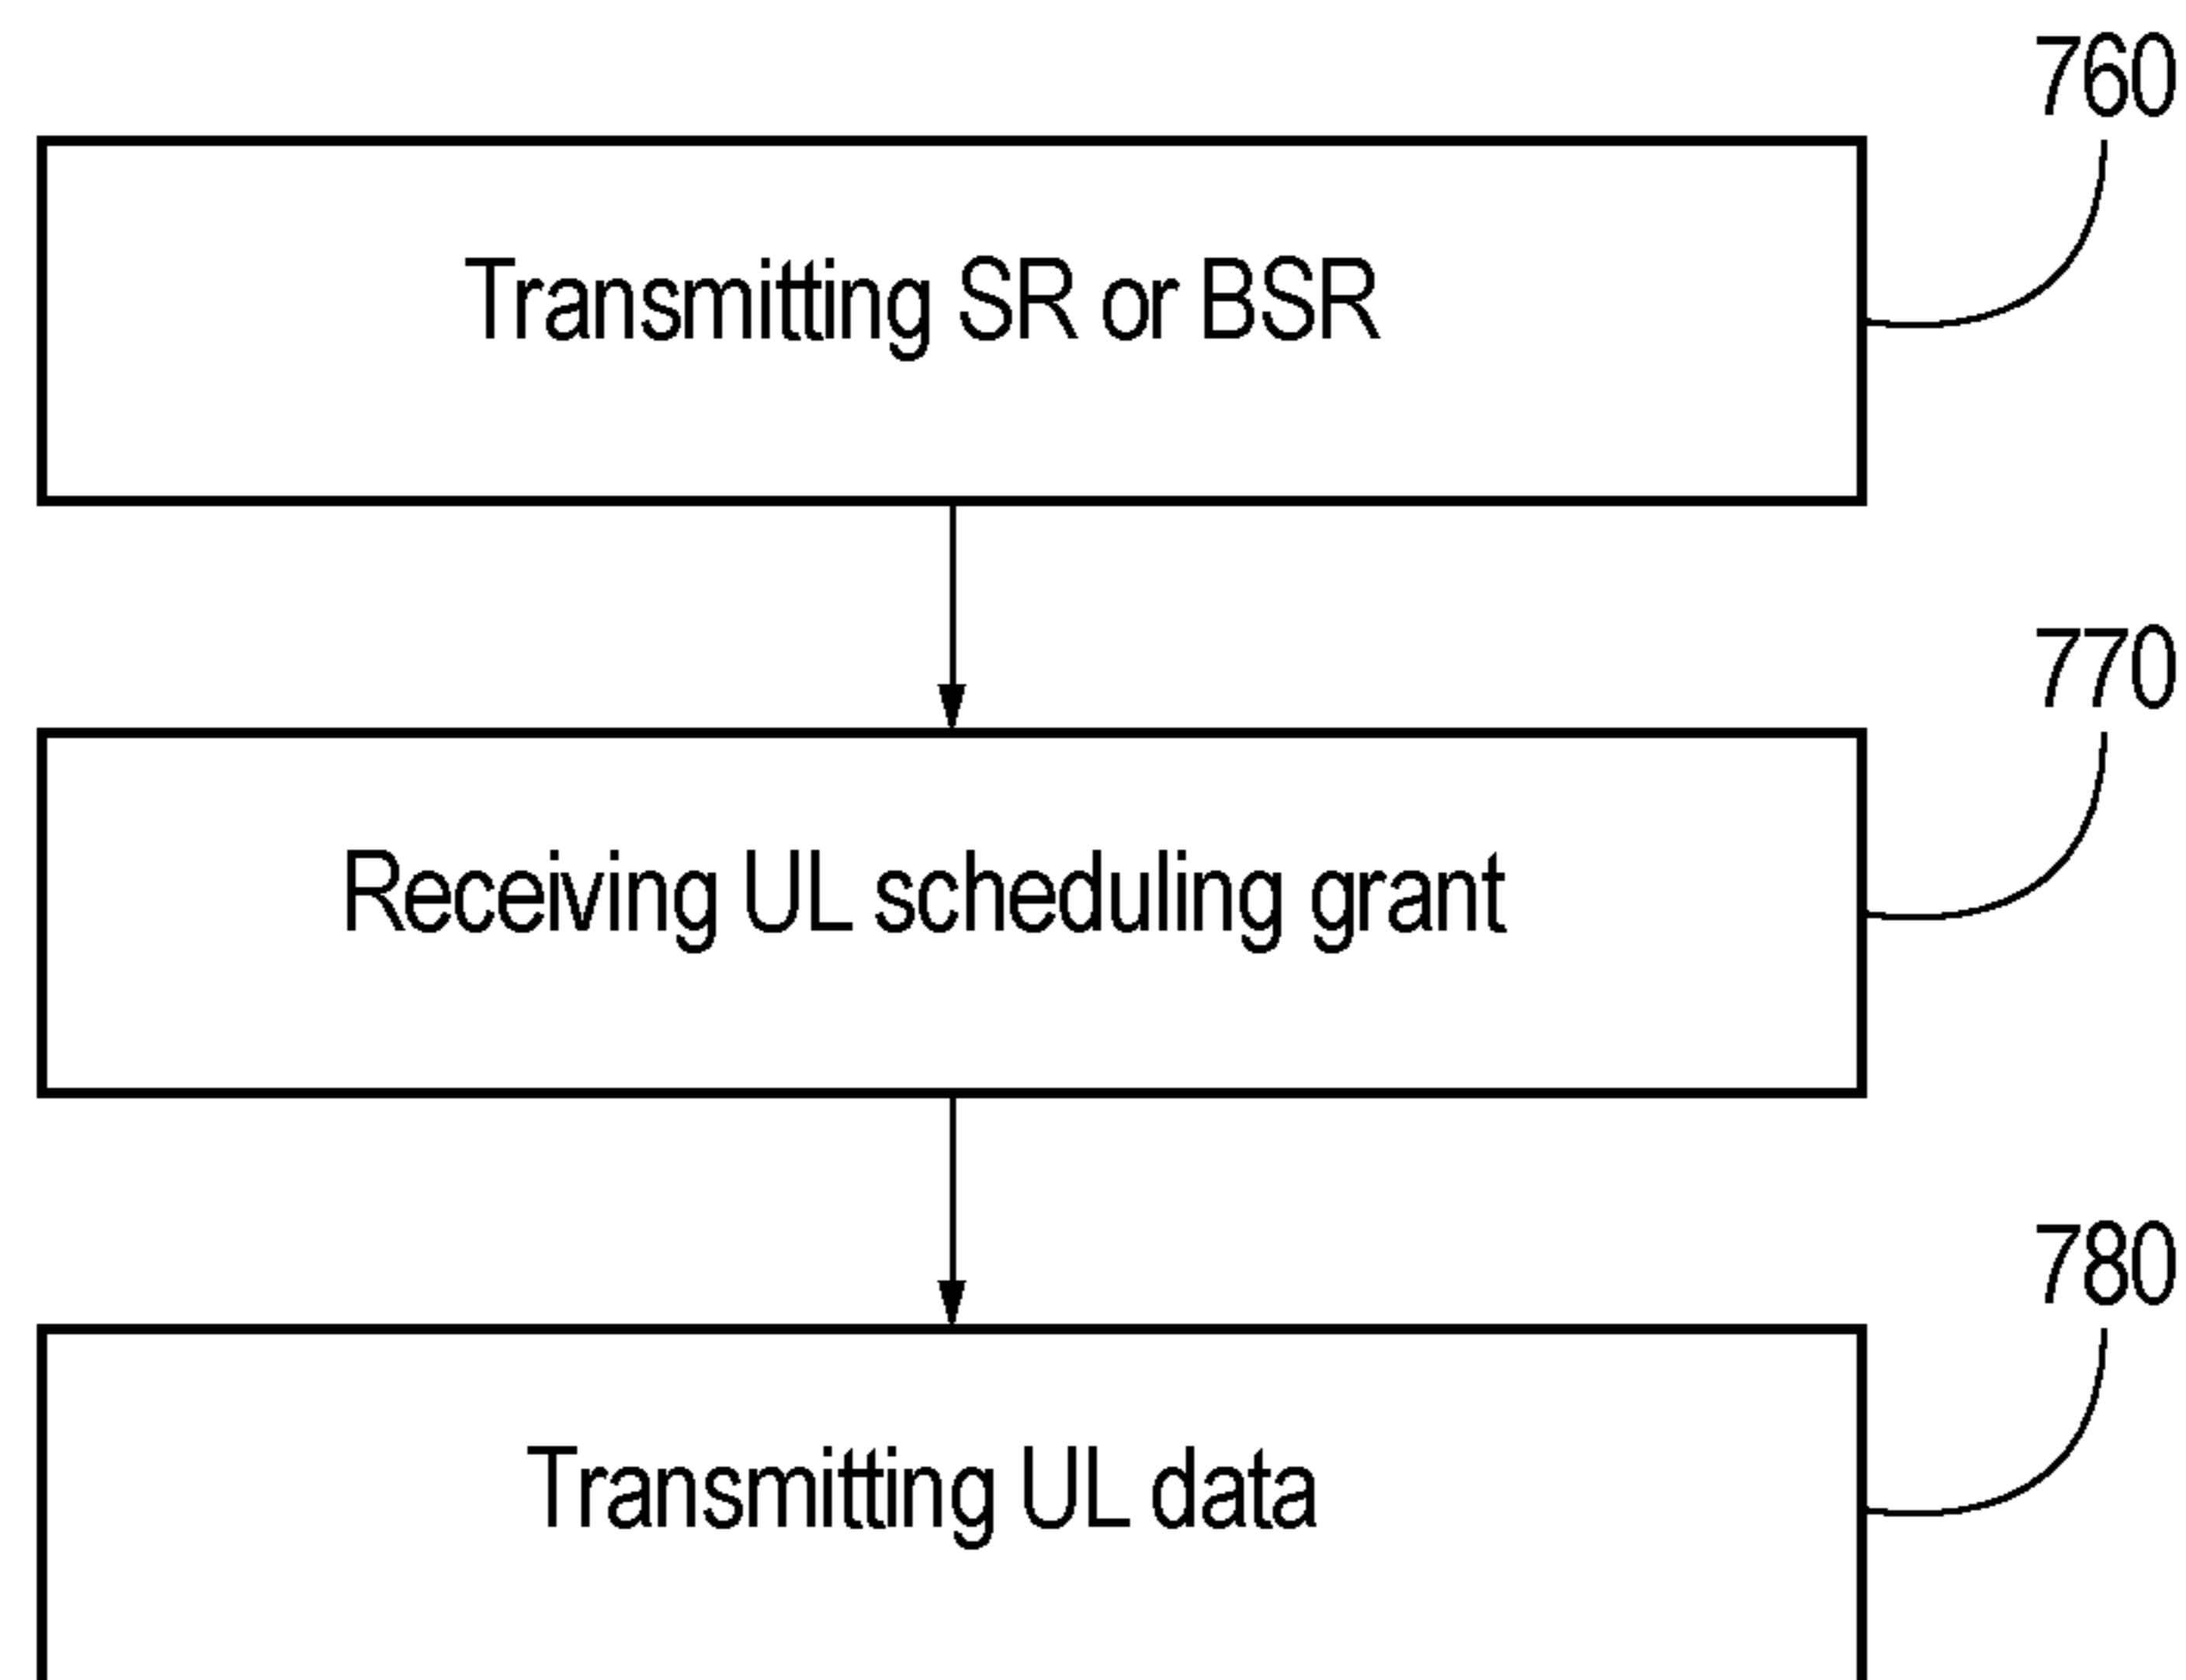 760
Transmitting SR or BSR
770
Receiving UL scheduling grant
780
Transmitting UL data